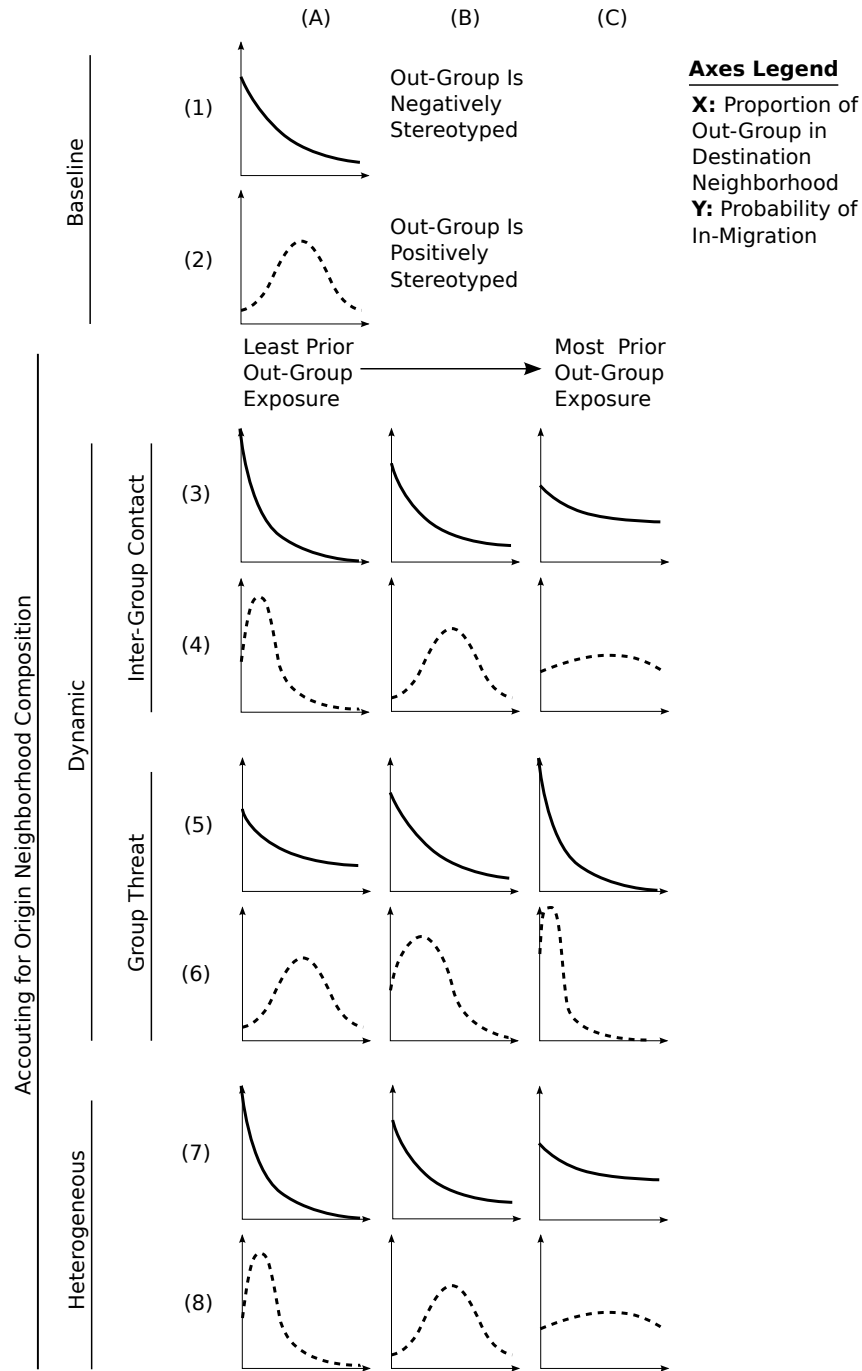 (A)
(B)
(C)
Baseline
(1)
Out-Group Is
Negatively
Stereotyped
Axes Legend
X: Proportion of
Out-Group in
Destination
Neighborhood
Y: Probability of
In-Migration
(2)
Out-Group Is
Positively
Stereotyped
Accouting for Origin Neighborhood Composition
Least Prior
Out-Group
Exposure
Most Prior
Out-Group
Exposure
Dynamic
Inter-Group Contact
(3)
(4)
Group Threat
(5)
(6)
Heterogeneous
(7)
(8)